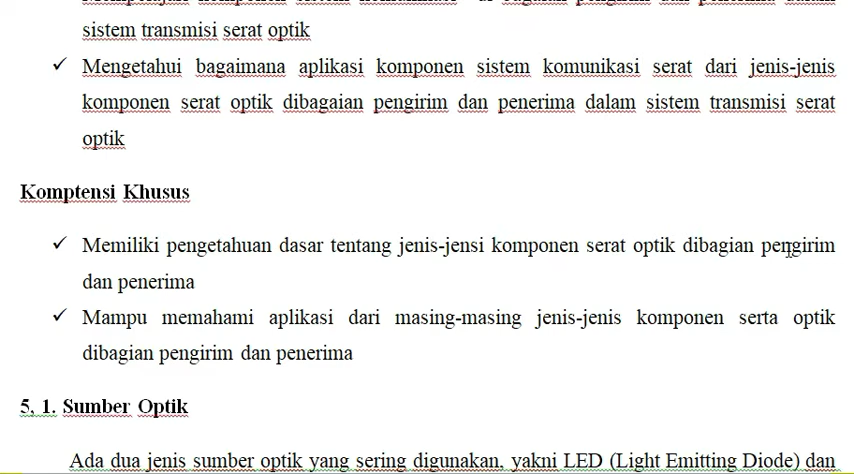 sistem transmisi serat optik
✓ Mengetahui bagaimana aplikasi komponen sistem komunikasi serat dari jenis-jenis
komponen serat optik dibagaian pengirim dan penerima dalam sistem transmisi serat
optik
Komptensi Khusus
✓ Memiliki pengetahuan dasar tentang jenis-jensi komponen serat optik dibagian pengirim
dan penerima
✓ Mampu memahami aplikasi dari masing-masing jenis-jenis komponen serta optik
dibagian pengirim dan penerima
5, 1. Sumber Optik
Ada dua jenis sumber optik yang sering digunakan, yakni LED (Light Emitting Diode) dan